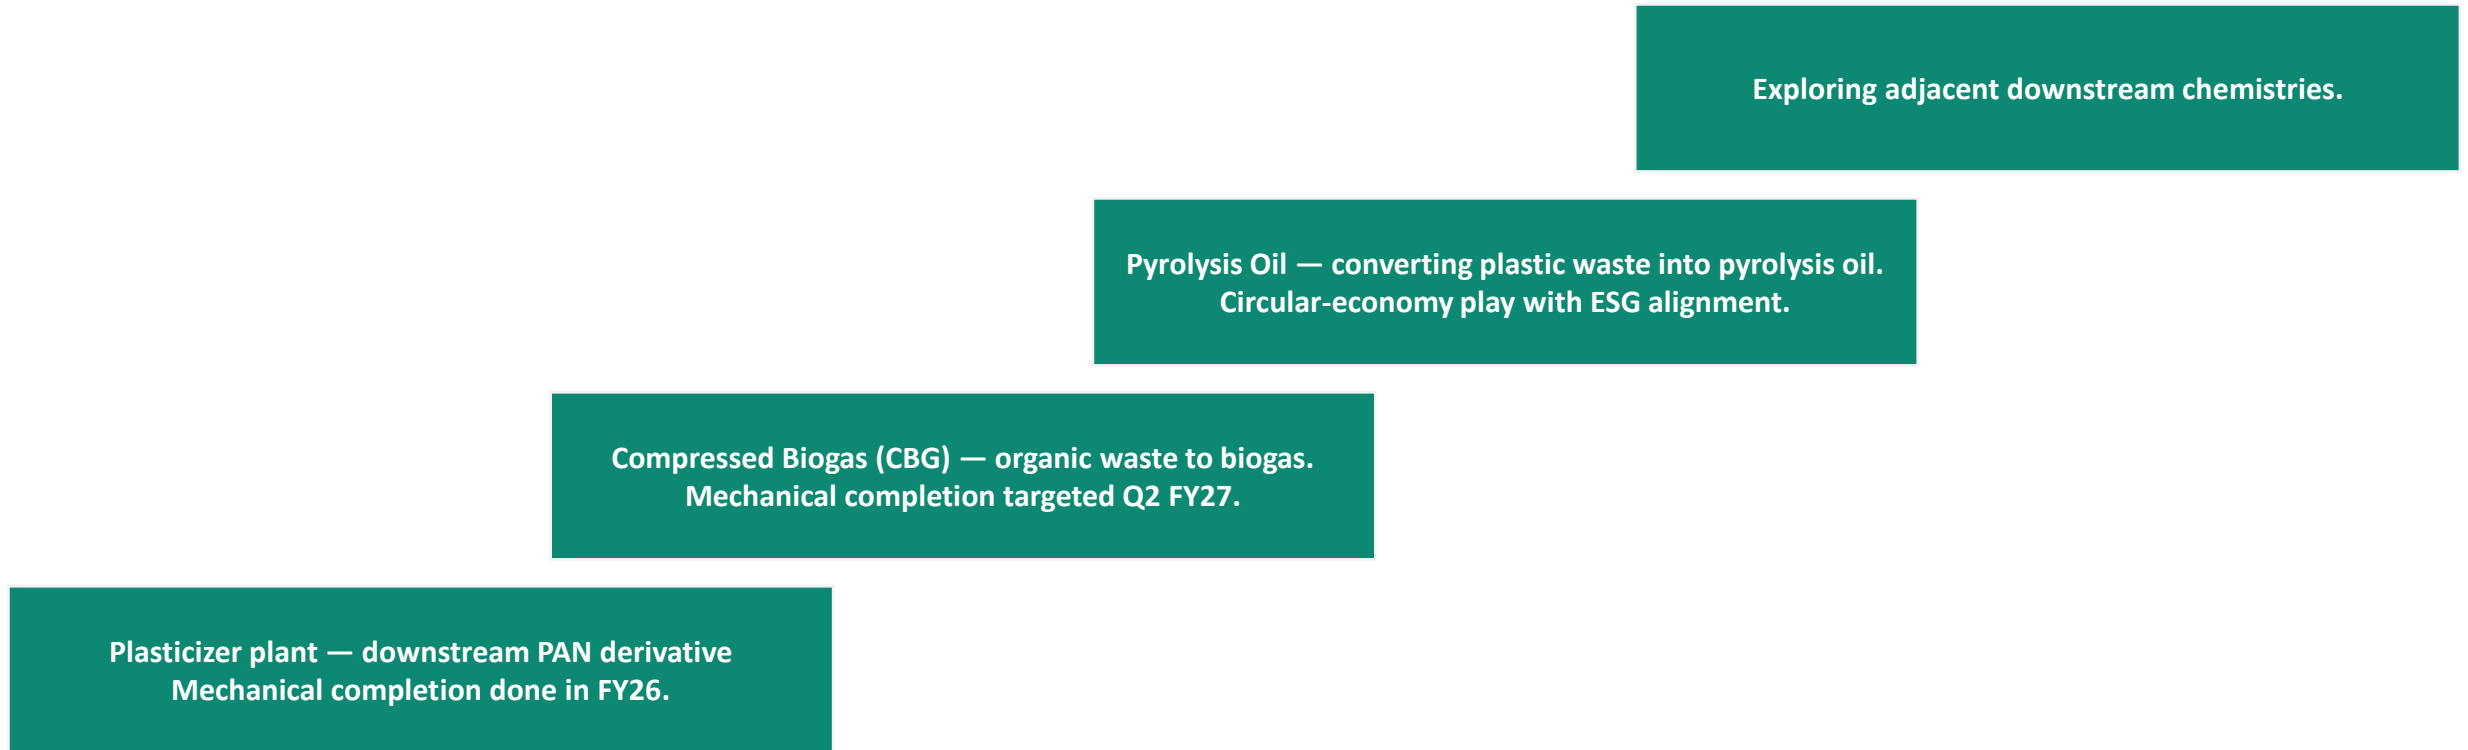 Exploring adjacent downstream chemistries.
Pyrolysis Oil — converting plastic waste into pyrolysis oil.
Circular-economy play with ESG alignment.
Compressed Biogas (CBG) — organic waste to biogas.
Mechanical completion targeted Q2 FY27.
Plasticizer plant — downstream PAN derivative
Mechanical completion done in FY26.